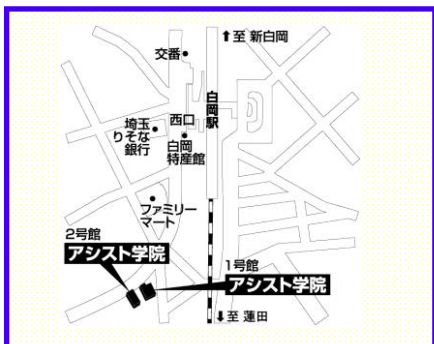 ↑至 新白岡
交番
白岡駅
西口
埼玉
りそな
銀行
白岡
特産館
ファミリー
マート
2号館
アシスト学院
1号館
アシスト学院
↓至 蓮田